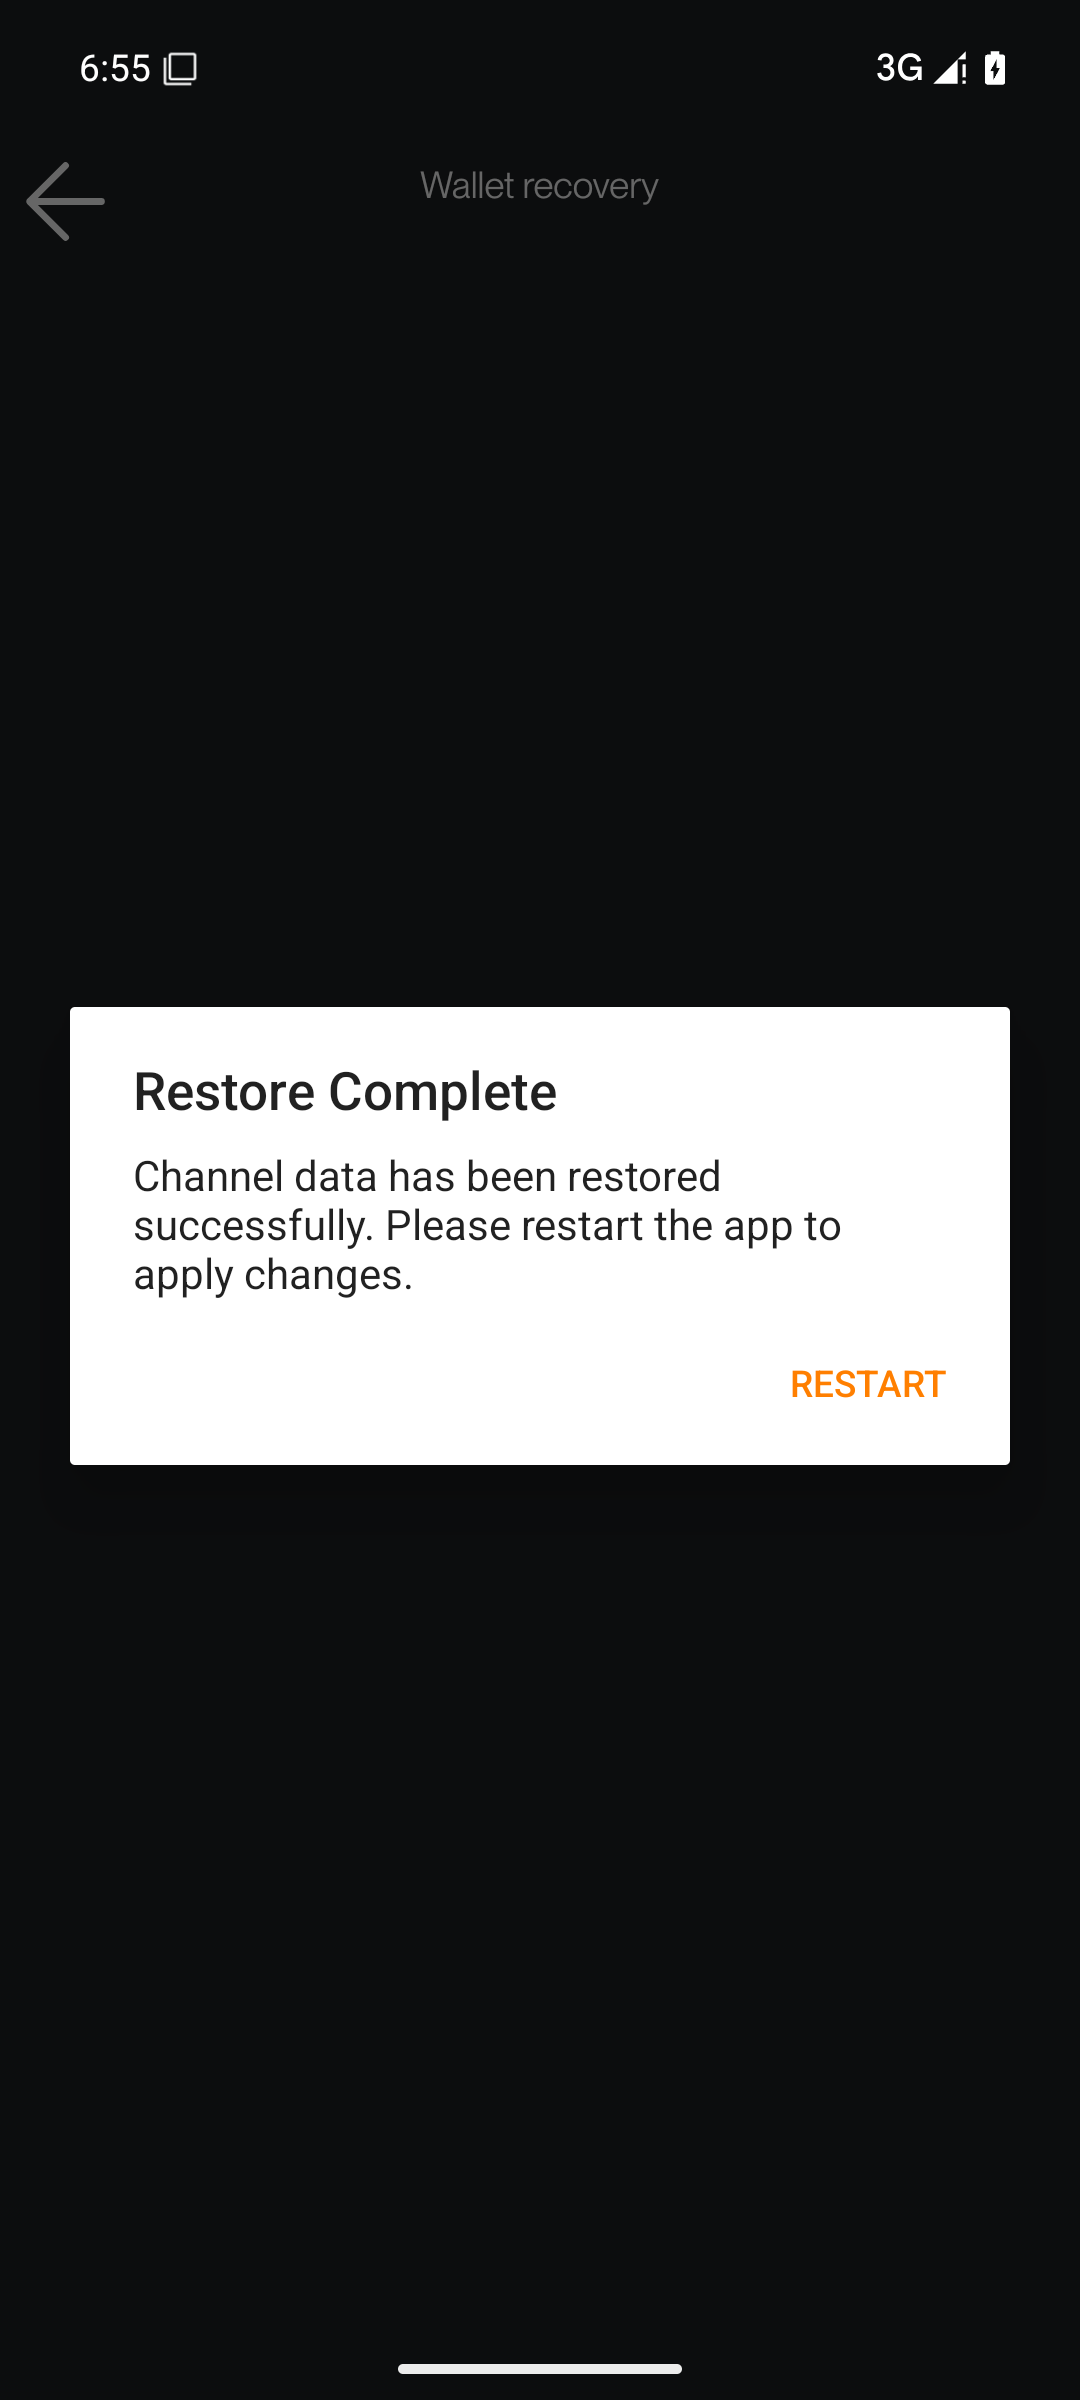 6:55
3G
Wallet recovery
Restore Complete
Channel data has been restored
successfully. Please restart the app to
apply changes.
RESTART